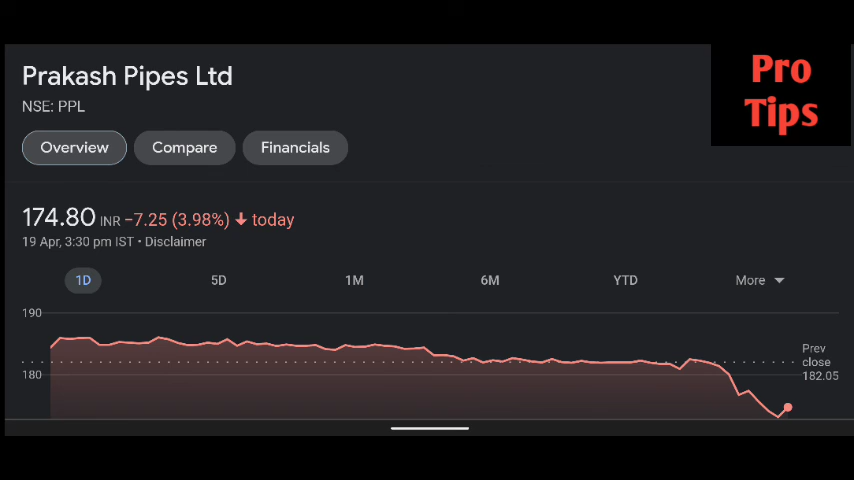 Prakash Pipes Ltd
NSE: PPL
Pro
Tips
Overview Compare Financials
174.80 INR −7.25 (3.98%) ↓ today
19 Apr, 3:30 pm IST • Disclaimer
1D 5D 1M 6M YTD More
190
180
Prev
close
182.05